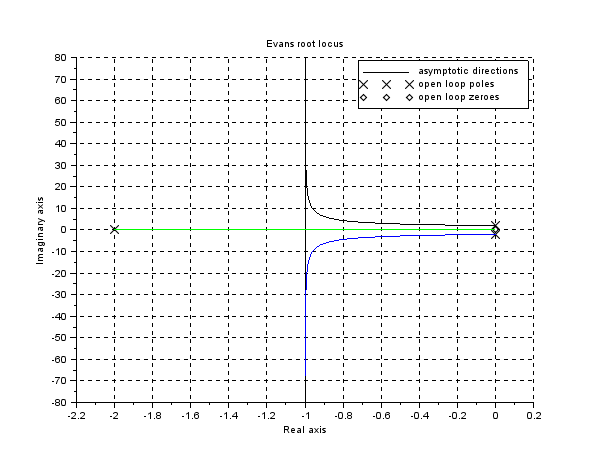 Evans root locus
asymptotic directions
open loop poles
open loop zeroes
80
70
60
50
40
30
20
10
0
-10
-20
-30
-40
-50
-60
-70
-80
Imaginary axis
-2.2 -2 -1.8 -1.6 -1.4 -1.2 -1 -0.8 -0.6 -0.4 -0.2 0 0.2
Real axis